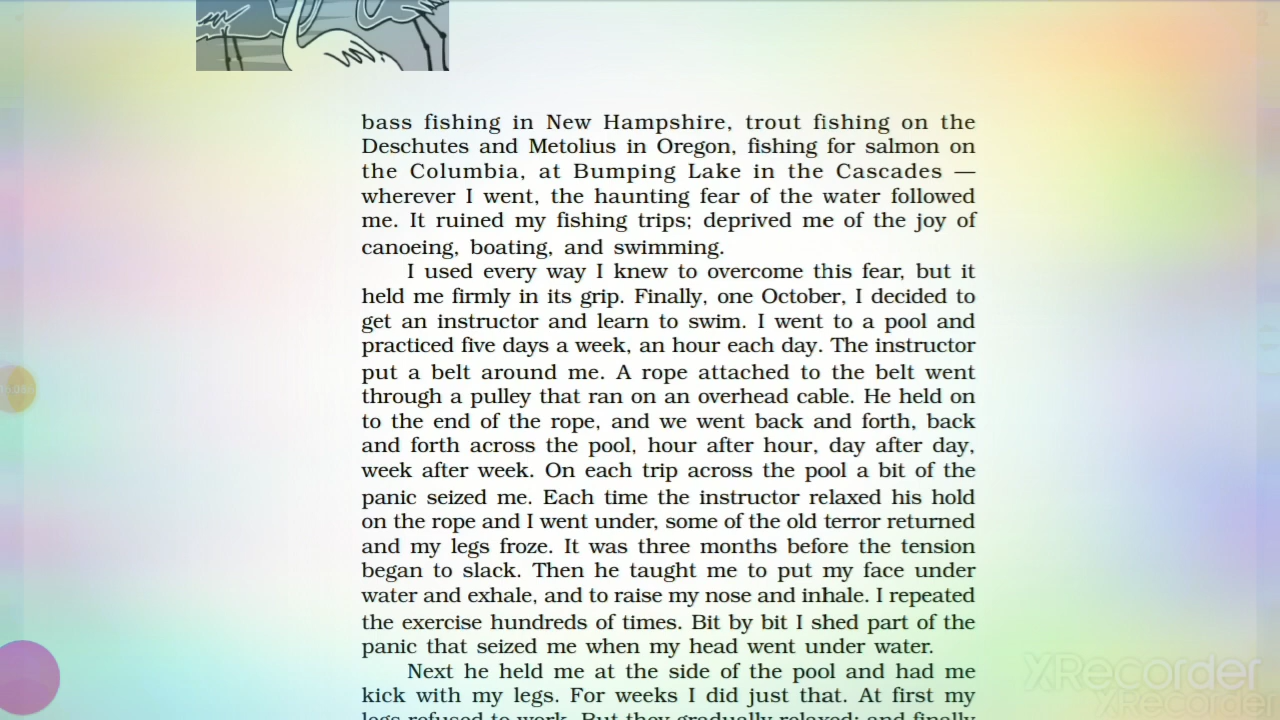 bass fishing in New Hampshire, trout fishing on the
Deschutes and Metolius in Oregon, fishing for salmon on
the Columbia, at Bumping Lake in the Cascades —
wherever I went, the haunting fear of the water followed
me. It ruined my fishing trips; deprived me of the joy of
canoeing, boating, and swimming.
I used every way I knew to overcome this fear, but it
held me firmly in its grip. Finally, one October, I decided to
get an instructor and learn to swim. I went to a pool and
practiced five days a week, an hour each day. The instructor
put a belt around me. A rope attached to the belt went
through a pulley that ran on an overhead cable. He held on
to the end of the rope, and we went back and forth, back
and forth across the pool, hour after hour, day after day,
week after week. On each trip across the pool a bit of the
panic seized me. Each time the instructor relaxed his hold
on the rope and I went under, some of the old terror returned
and my legs froze. It was three months before the tension
began to slack. Then he taught me to put my face under
water and exhale, and to raise my nose and inhale. I repeated
the exercise hundreds of times. Bit by bit I shed part of the
panic that seized me when my head went under water.
Next he held me at the side of the pool and had me
kick with my legs. For weeks I did just that. At first my
legs refused to work. But they gradually relaxed; and finally
XRecorder
XRecorder